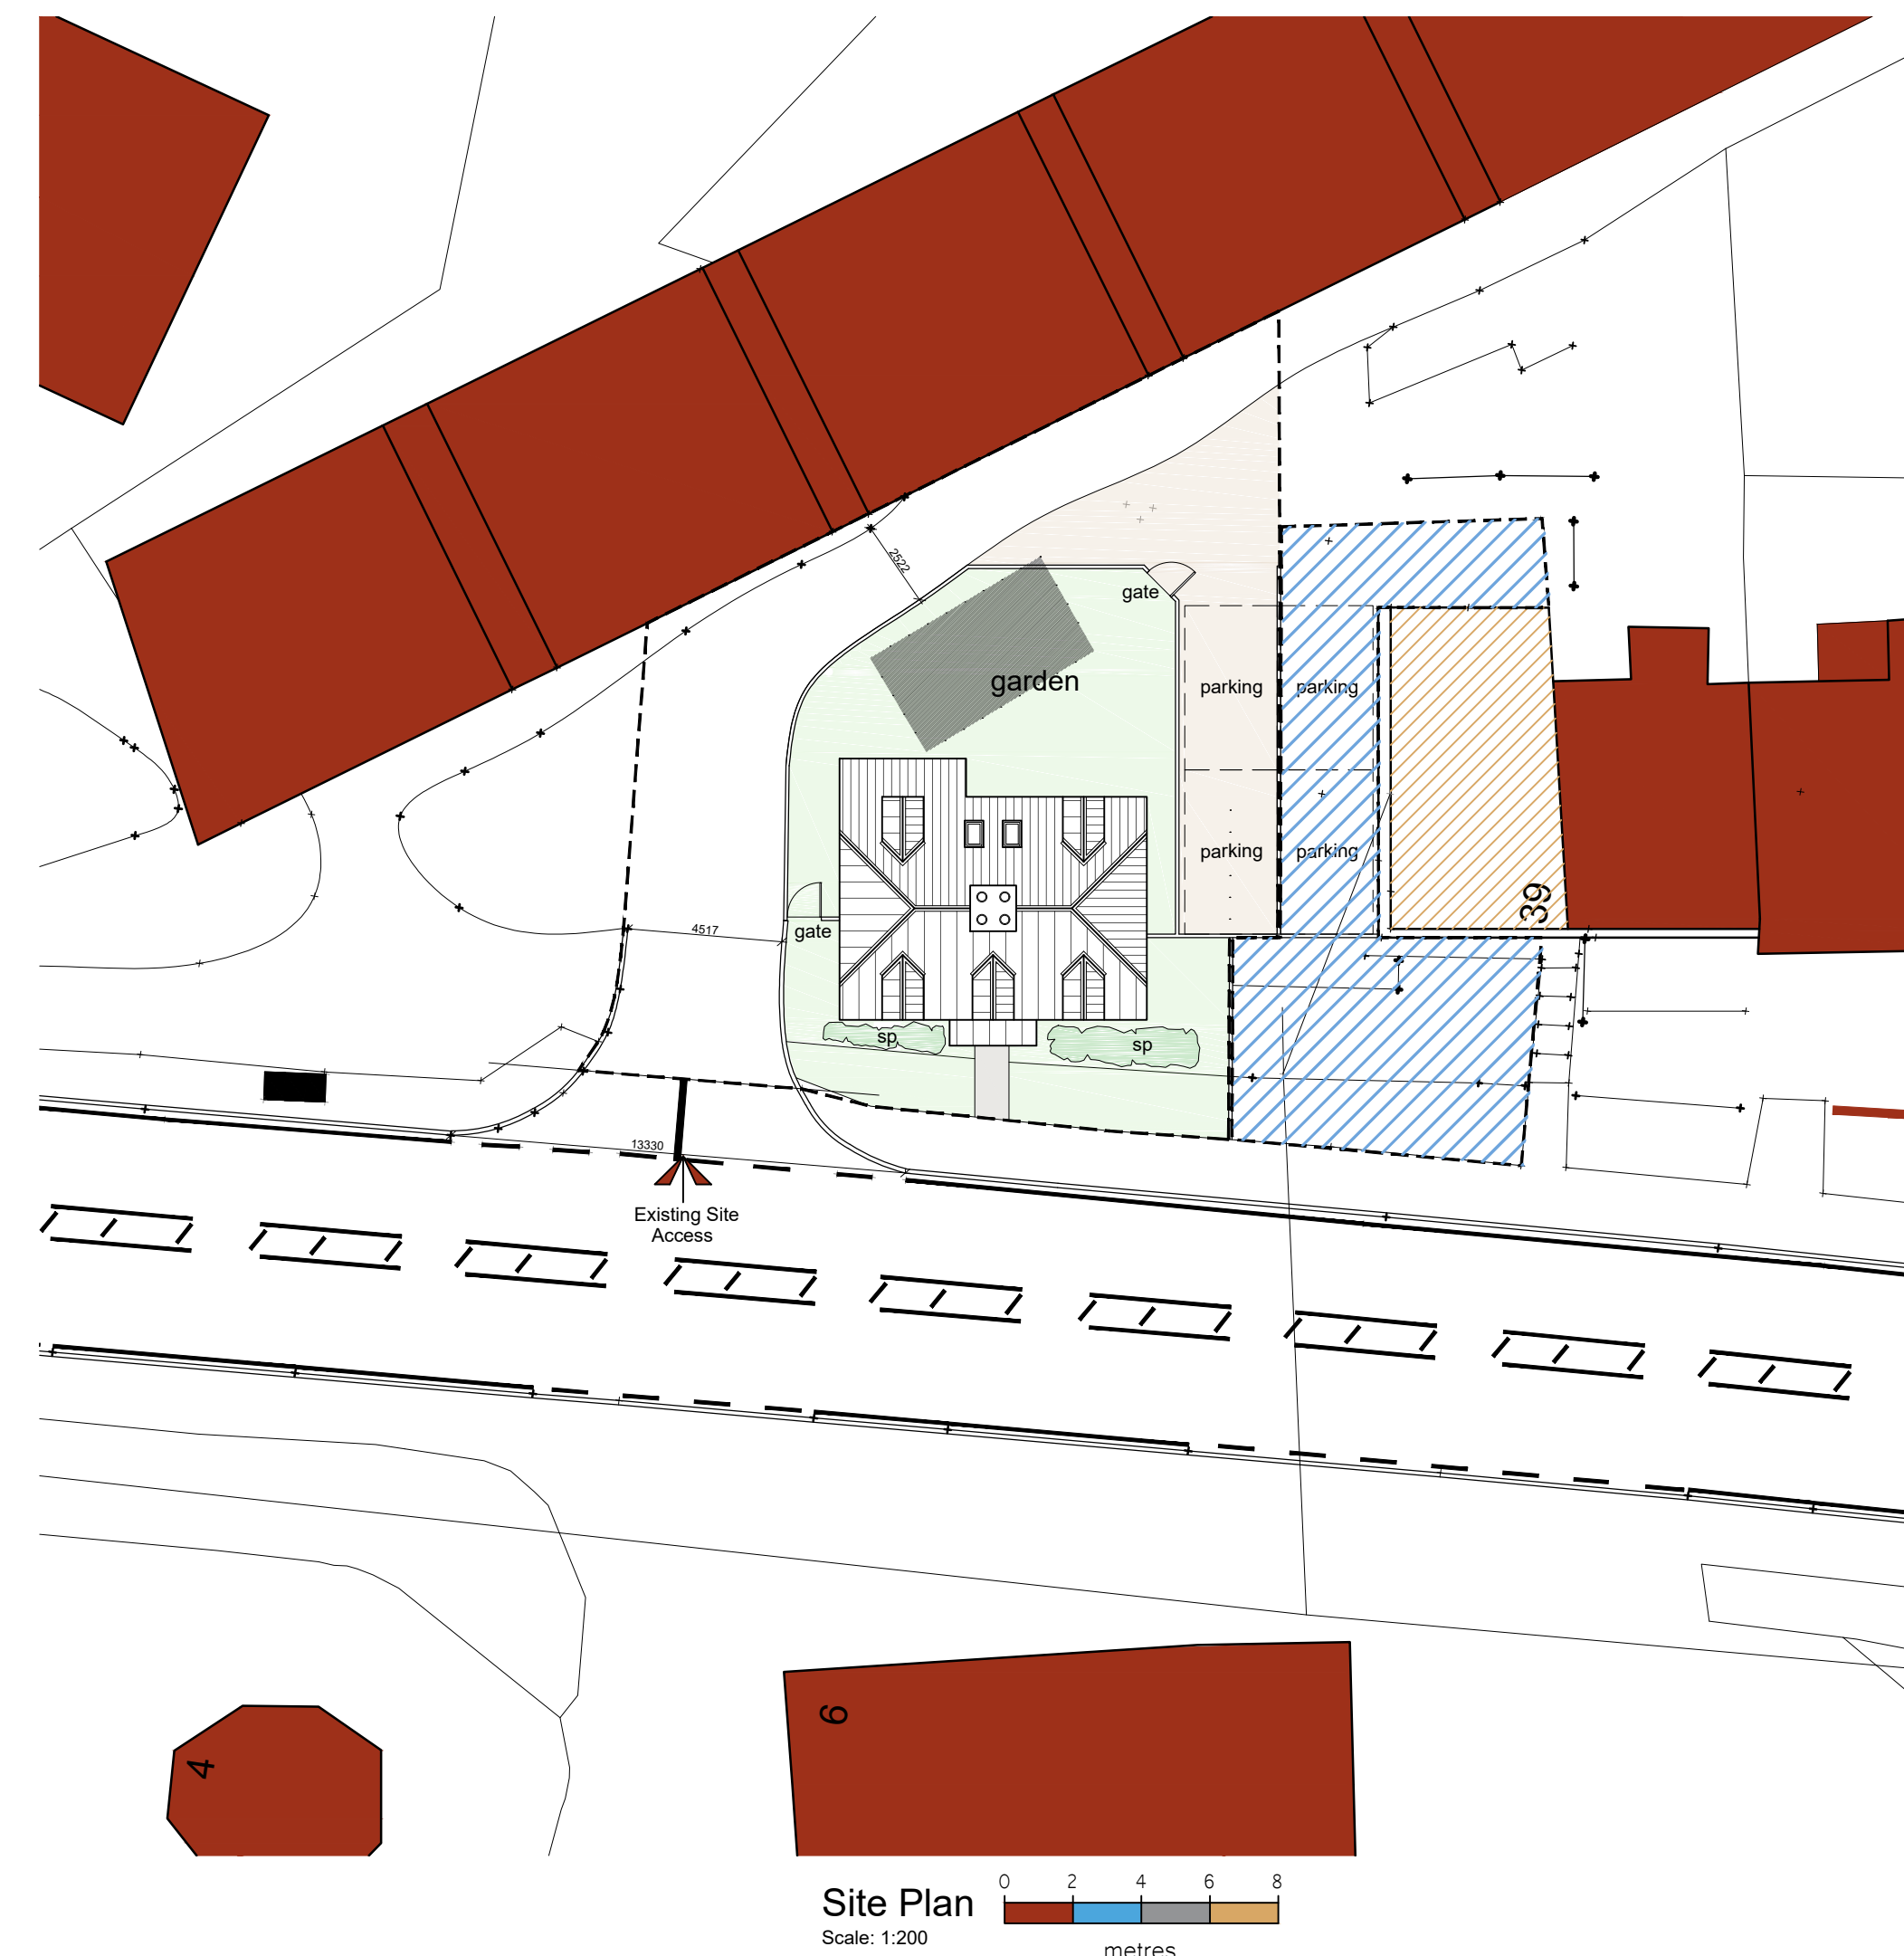 2522
gate
garden
parking
parking
parking
parking
39
4517
gate
sp
sp
13330
Existing Site
Access
6
4
Site Plan
0 2 4 6 8
Scale: 1:200
metres